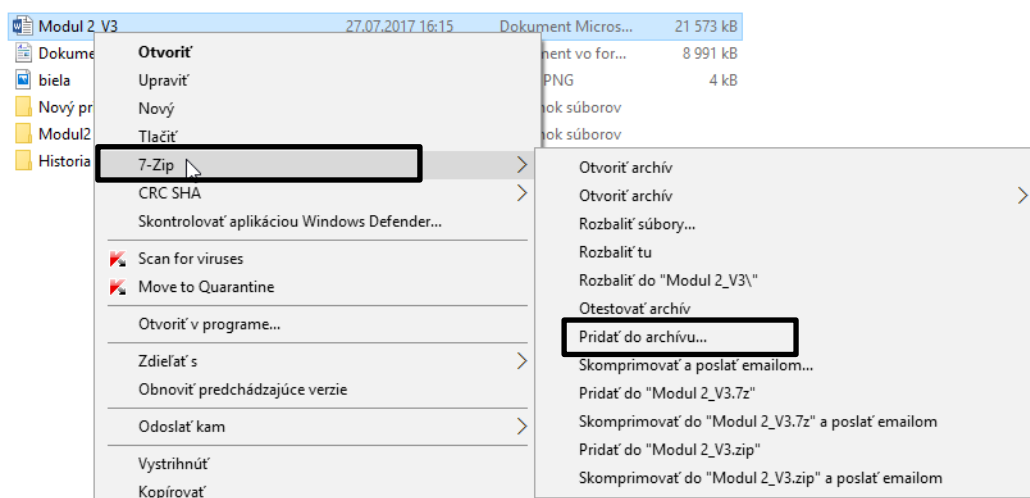 Modul 2_V3 27.07.2017 16:15 Dokument Micros... 21 573 kB
Dokume nent vo for... 8 991 kB
biela PNG 4 kB
Nový pr nok súborov
Modul2 nok súborov
Historia
Otvoriť
Upraviť
Nový
Tlačiť
7-Zip
CRC SHA
Skontrolovať aplikáciou Windows Defender...
Scan for viruses
Move to Quarantine
Otvoriť v programe...
Zdieľať s
Obnoviť predchádzajúce verzie
Odoslať kam
Vystrihnúť
Kopírovať
Otvoriť archív
Otvoriť archív
Rozbaliť súbory...
Rozbaliť tu
Rozbaliť do "Modul 2_V3\"
Otestovať archív
Pridať do archívu...
Skomprimovať a poslať emailom...
Pridať do "Modul 2_V3.7z"
Skomprimovať do "Modul 2_V3.7z" a poslať emailom
Pridať do "Modul 2_V3.zip"
Skomprimovať do "Modul 2_V3.zip" a poslať emailom